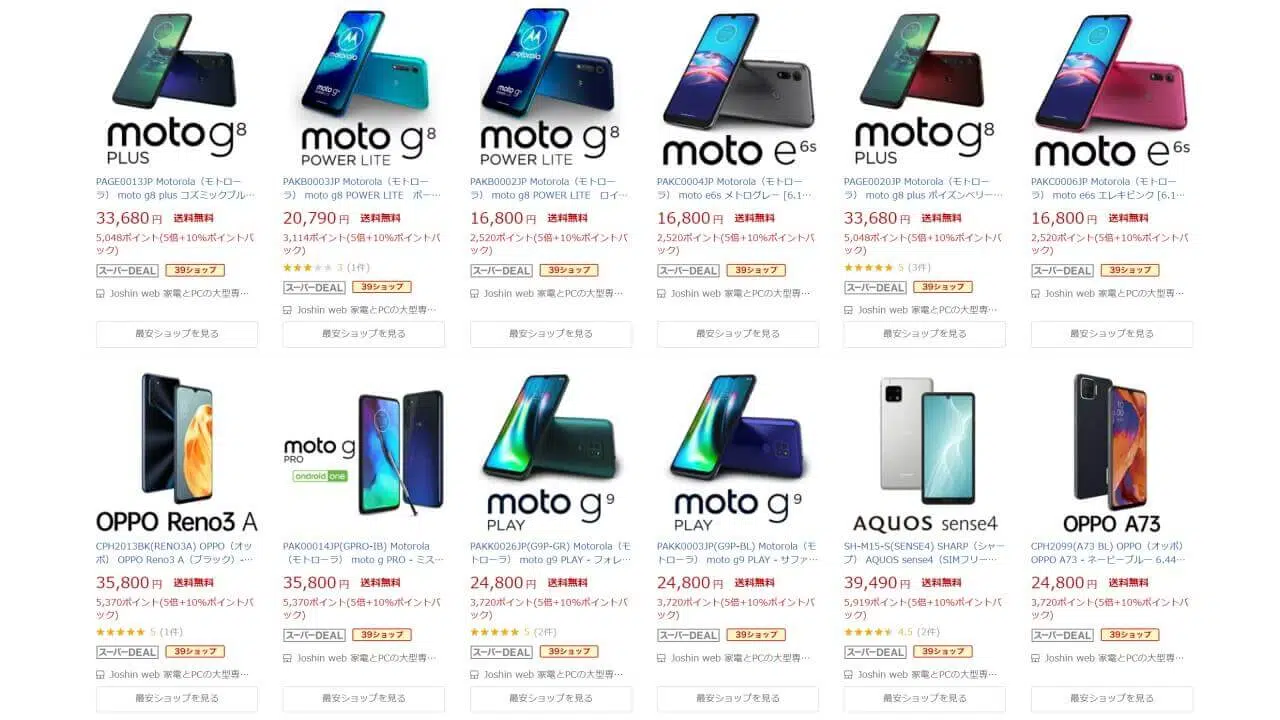 moto g8
PLUS
PAGE0013JP Motorola（モトロー
ラ） moto g8 plus コズミックブル…
33,680 円 送料無料
5,048ポイント(5倍+10%ポイントバ
ック)
スーパーDEAL 39ショップ
Joshin web 家電とPCの大型専…
最安ショップを見る
motorola
moto g8
POWER LITE
PAKB0003JP Motorola（モトロー
ラ） moto g8 POWER LITE ポー…
20,790 円 送料無料
3,114ポイント(5倍+10%ポイントバ
ック)
★★★★★ 3 (1件)
スーパーDEAL 39ショップ
Joshin web 家電とPCの大型専…
最安ショップを見る
motorola
moto g8
POWER LITE
PAKB0002JP Motorola（モトロー
ラ） moto g8 POWER LITE ロイ…
16,800 円 送料無料
2,520ポイント(5倍+10%ポイントバ
ック)
スーパーDEAL 39ショップ
Joshin web 家電とPCの大型専…
最安ショップを見る
moto e6s
PAKC0004JP Motorola（モトロー
ラ） moto e6s メトログレー [6.1…
16,800 円 送料無料
2,520ポイント(5倍+10%ポイントバ
ック)
スーパーDEAL 39ショップ
Joshin web 家電とPCの大型専…
最安ショップを見る
moto g8
PLUS
PAGE0020JP Motorola（モトロー
ラ） moto g8 plus ポイズンベリー…
33,680 円 送料無料
5,048ポイント(5倍+10%ポイントバ
ック)
★★★★★ 5 (3件)
スーパーDEAL 39ショップ
Joshin web 家電とPCの大型専…
最安ショップを見る
moto e6s
PAKC0006JP Motorola（モトロー
ラ） moto e6s エレキピンク [6.1…
16,800 円 送料無料
2,520ポイント(5倍+10%ポイントバ
ック)
スーパーDEAL 39ショップ
Joshin web 家電とPCの大型専…
最安ショップを見る
OPPO Reno3 A
CPH2013BK(RENO3A) OPPO（オッ
ポ） OPPO Reno3 A（ブラック）-…
35,800 円 送料無料
5,370ポイント(5倍+10%ポイントバ
ック)
★★★★★ 5 (1件)
スーパーDEAL 39ショップ
Joshin web 家電とPCの大型専…
最安ショップを見る
moto g
PRO
androidone
PAK00014JP(GPRO-IB) Motorola
（モトローラ） moto g PRO - ミス…
35,800 円 送料無料
5,370ポイント(5倍+10%ポイントバ
ック)
スーパーDEAL 39ショップ
Joshin web 家電とPCの大型専…
最安ショップを見る
moto g9
PLAY
PAKK0026JP(G9P-GR) Motorola（モ
トローラ） moto g9 PLAY - フォレ…
24,800 円 送料無料
3,720ポイント(5倍+10%ポイントバ
ック)
★★★★★ 5 (2件)
スーパーDEAL 39ショップ
Joshin web 家電とPCの大型専…
最安ショップを見る
moto g9
PLAY
PAKK0003JP(G9P-BL) Motorola（モ
トローラ） moto g9 PLAY - サファ…
24,800 円 送料無料
3,720ポイント(5倍+10%ポイントバ
ック)
スーパーDEAL 39ショップ
Joshin web 家電とPCの大型専…
最安ショップを見る
AQUOS sense4
SH-M15-S(SENSE4) SHARP（シャー
プ） AQUOS sense4（SIMフリー…
39,490 円 送料無料
5,919ポイント(5倍+10%ポイントバ
ック)
★★★★★ 4.5 (2件)
スーパーDEAL 39ショップ
Joshin web 家電とPCの大型専…
最安ショップを見る
OPPO A73
CPH2099(A73 BL) OPPO（オッポ）
OPPO A73 - ネービーブルー 6.44…
24,800 円 送料無料
3,720ポイント(5倍+10%ポイントバ
ック)
スーパーDEAL 39ショップ
Joshin web 家電とPCの大型専…
最安ショップを見る